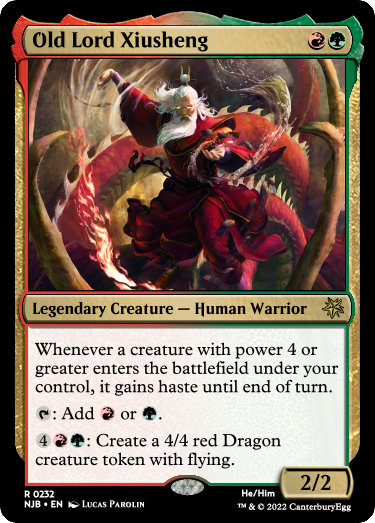 Old Lord Xiusheng
Legendary Creature — Human Warrior
Whenever a creature with power 4 or
greater enters the battlefield under your
control, it gains haste until end of turn.
: Add or .
4 : Create a 4/4 red Dragon
creature token with flying.
2/2
R 0232
NJB • EN Lucas Parolin
He/Him
™ & © 2022 CanterburyEgg